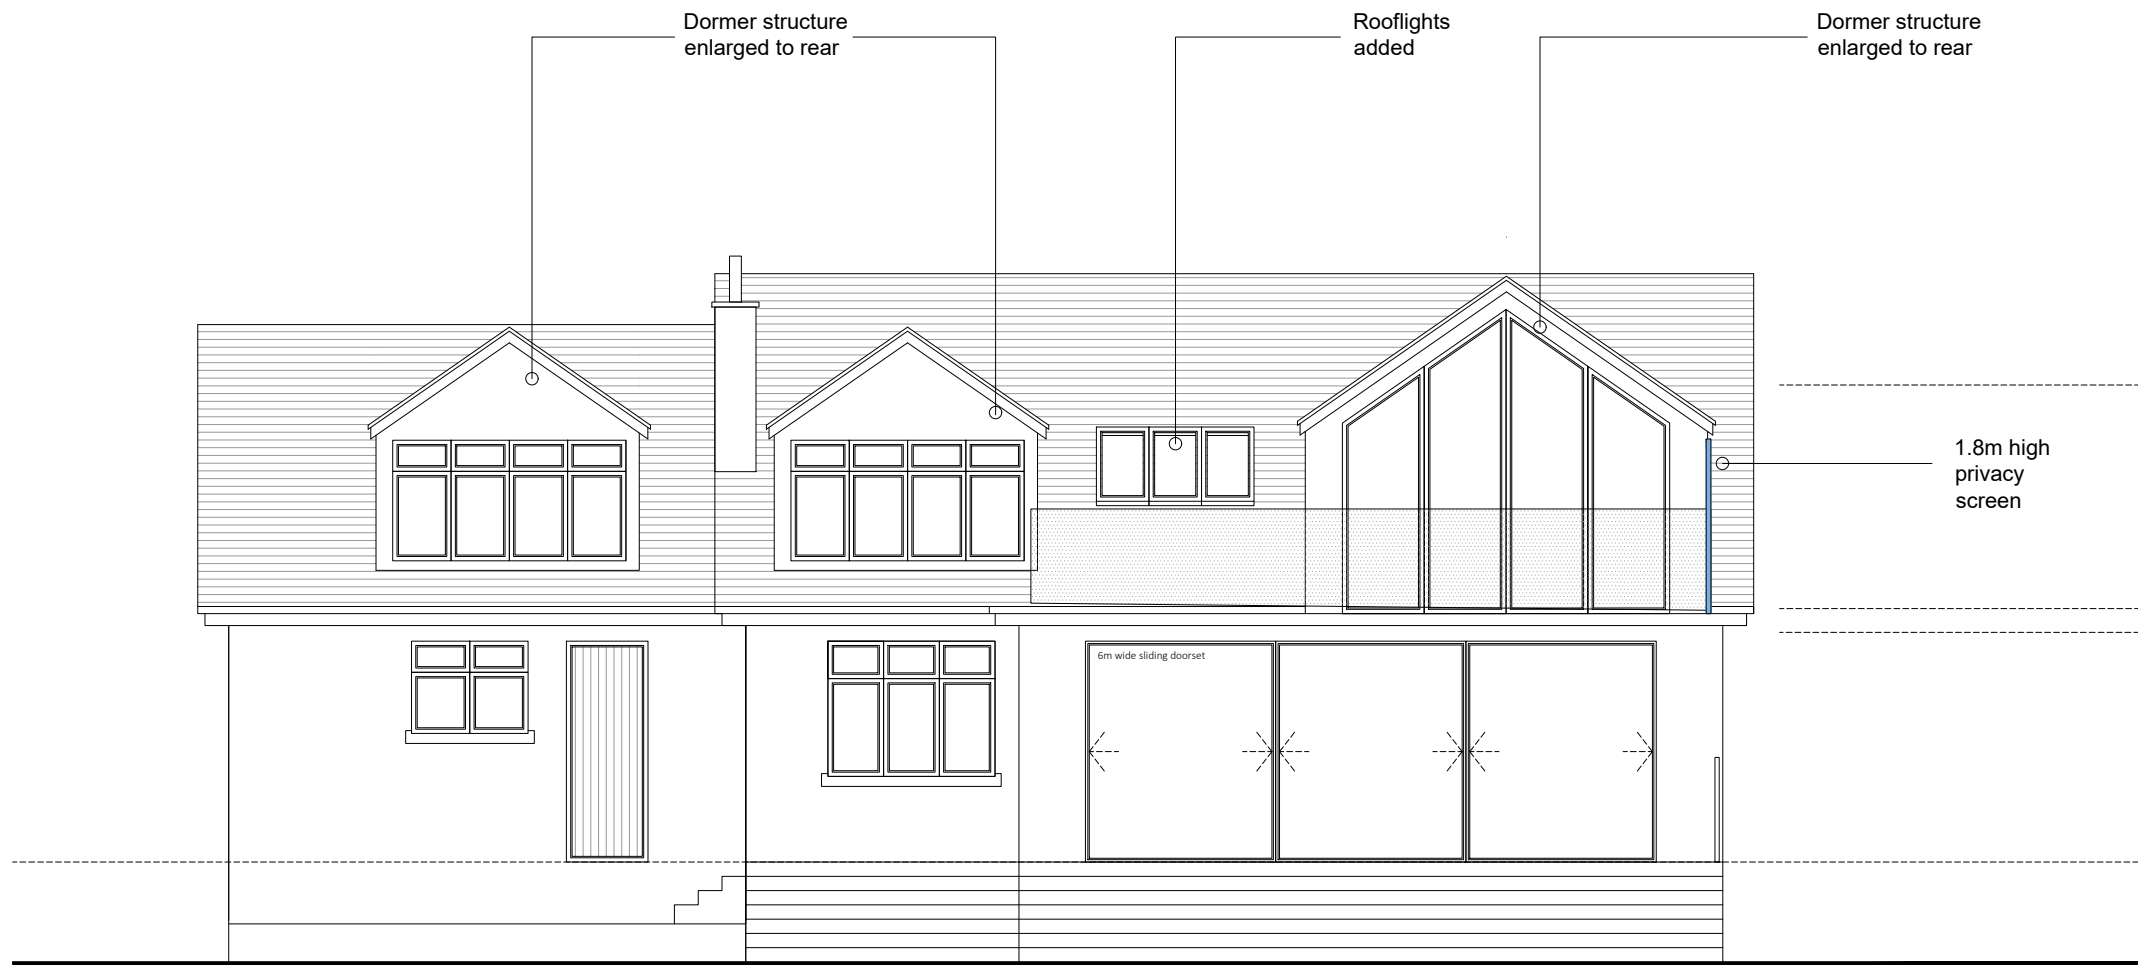 Dormer structure
enlarged to rear
Rooflights
added
Dormer structure
enlarged to rear
1.8m high
privacy
screen
6m wide sliding doorset